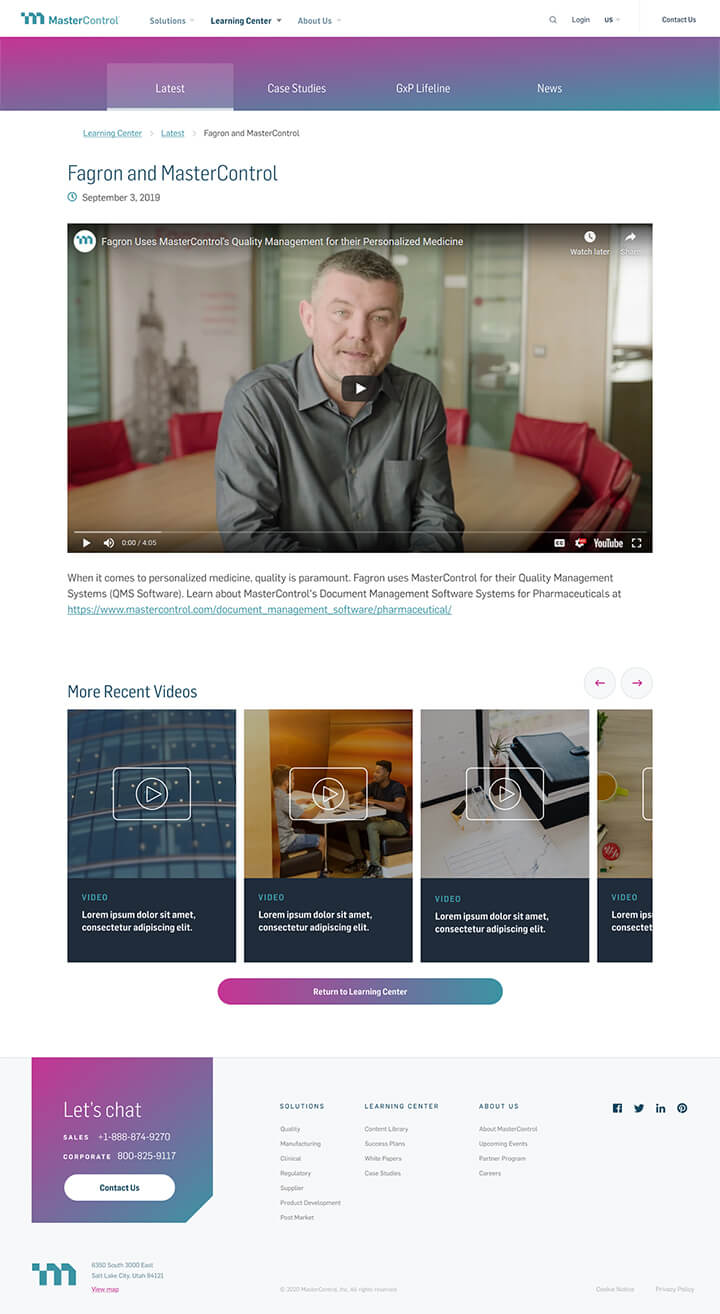 MasterControl
Solutions
Learning Center
About Us
Login
US
Contact Us
Latest
Case Studies
GxP Lifeline
News
Learning Center > Latest > Fagron and MasterControl
Fagron and MasterControl
September 3, 2019
Fagron Uses MasterControl's Quality Management for their Personalized Medicine
Watch later
Share
0:00 / 4:05
CC
HD
YouTube
When it comes to personalized medicine, quality is paramount. Fagron uses MasterControl for their Quality Management
Systems (QMS Software). Learn about MasterControl's Document Management Software Systems for Pharmaceuticals at
https://www.mastercontrol.com/document_management_software/pharmaceutical/
More Recent Videos
VIDEO
Lorem ipsum dolor sit amet,
consectetur adipiscing elit.
VIDEO
Lorem ipsum dolor sit amet,
consectetur adipiscing elit.
VIDEO
Lorem ipsum dolor sit amet,
consectetur adipiscing elit.
VIDEO
Lorem ips
consectet
Return to Learning Center
Let's chat
SALES +1-888-874-9270
CORPORATE 800-825-9117
Contact Us
SOLUTIONS
Quality
Manufacturing
Clinical
Regulatory
Supplier
Product Development
Post Market
LEARNING CENTER
Content Library
Success Plans
White Papers
Case Studies
ABOUT US
About MasterControl
Upcoming Events
Partner Program
Careers
6350 South 3000 East
Salt Lake City, Utah 84121
View map
© 2020 MasterControl, Inc. All rights reserved.
Cookie Notice
Privacy Policy